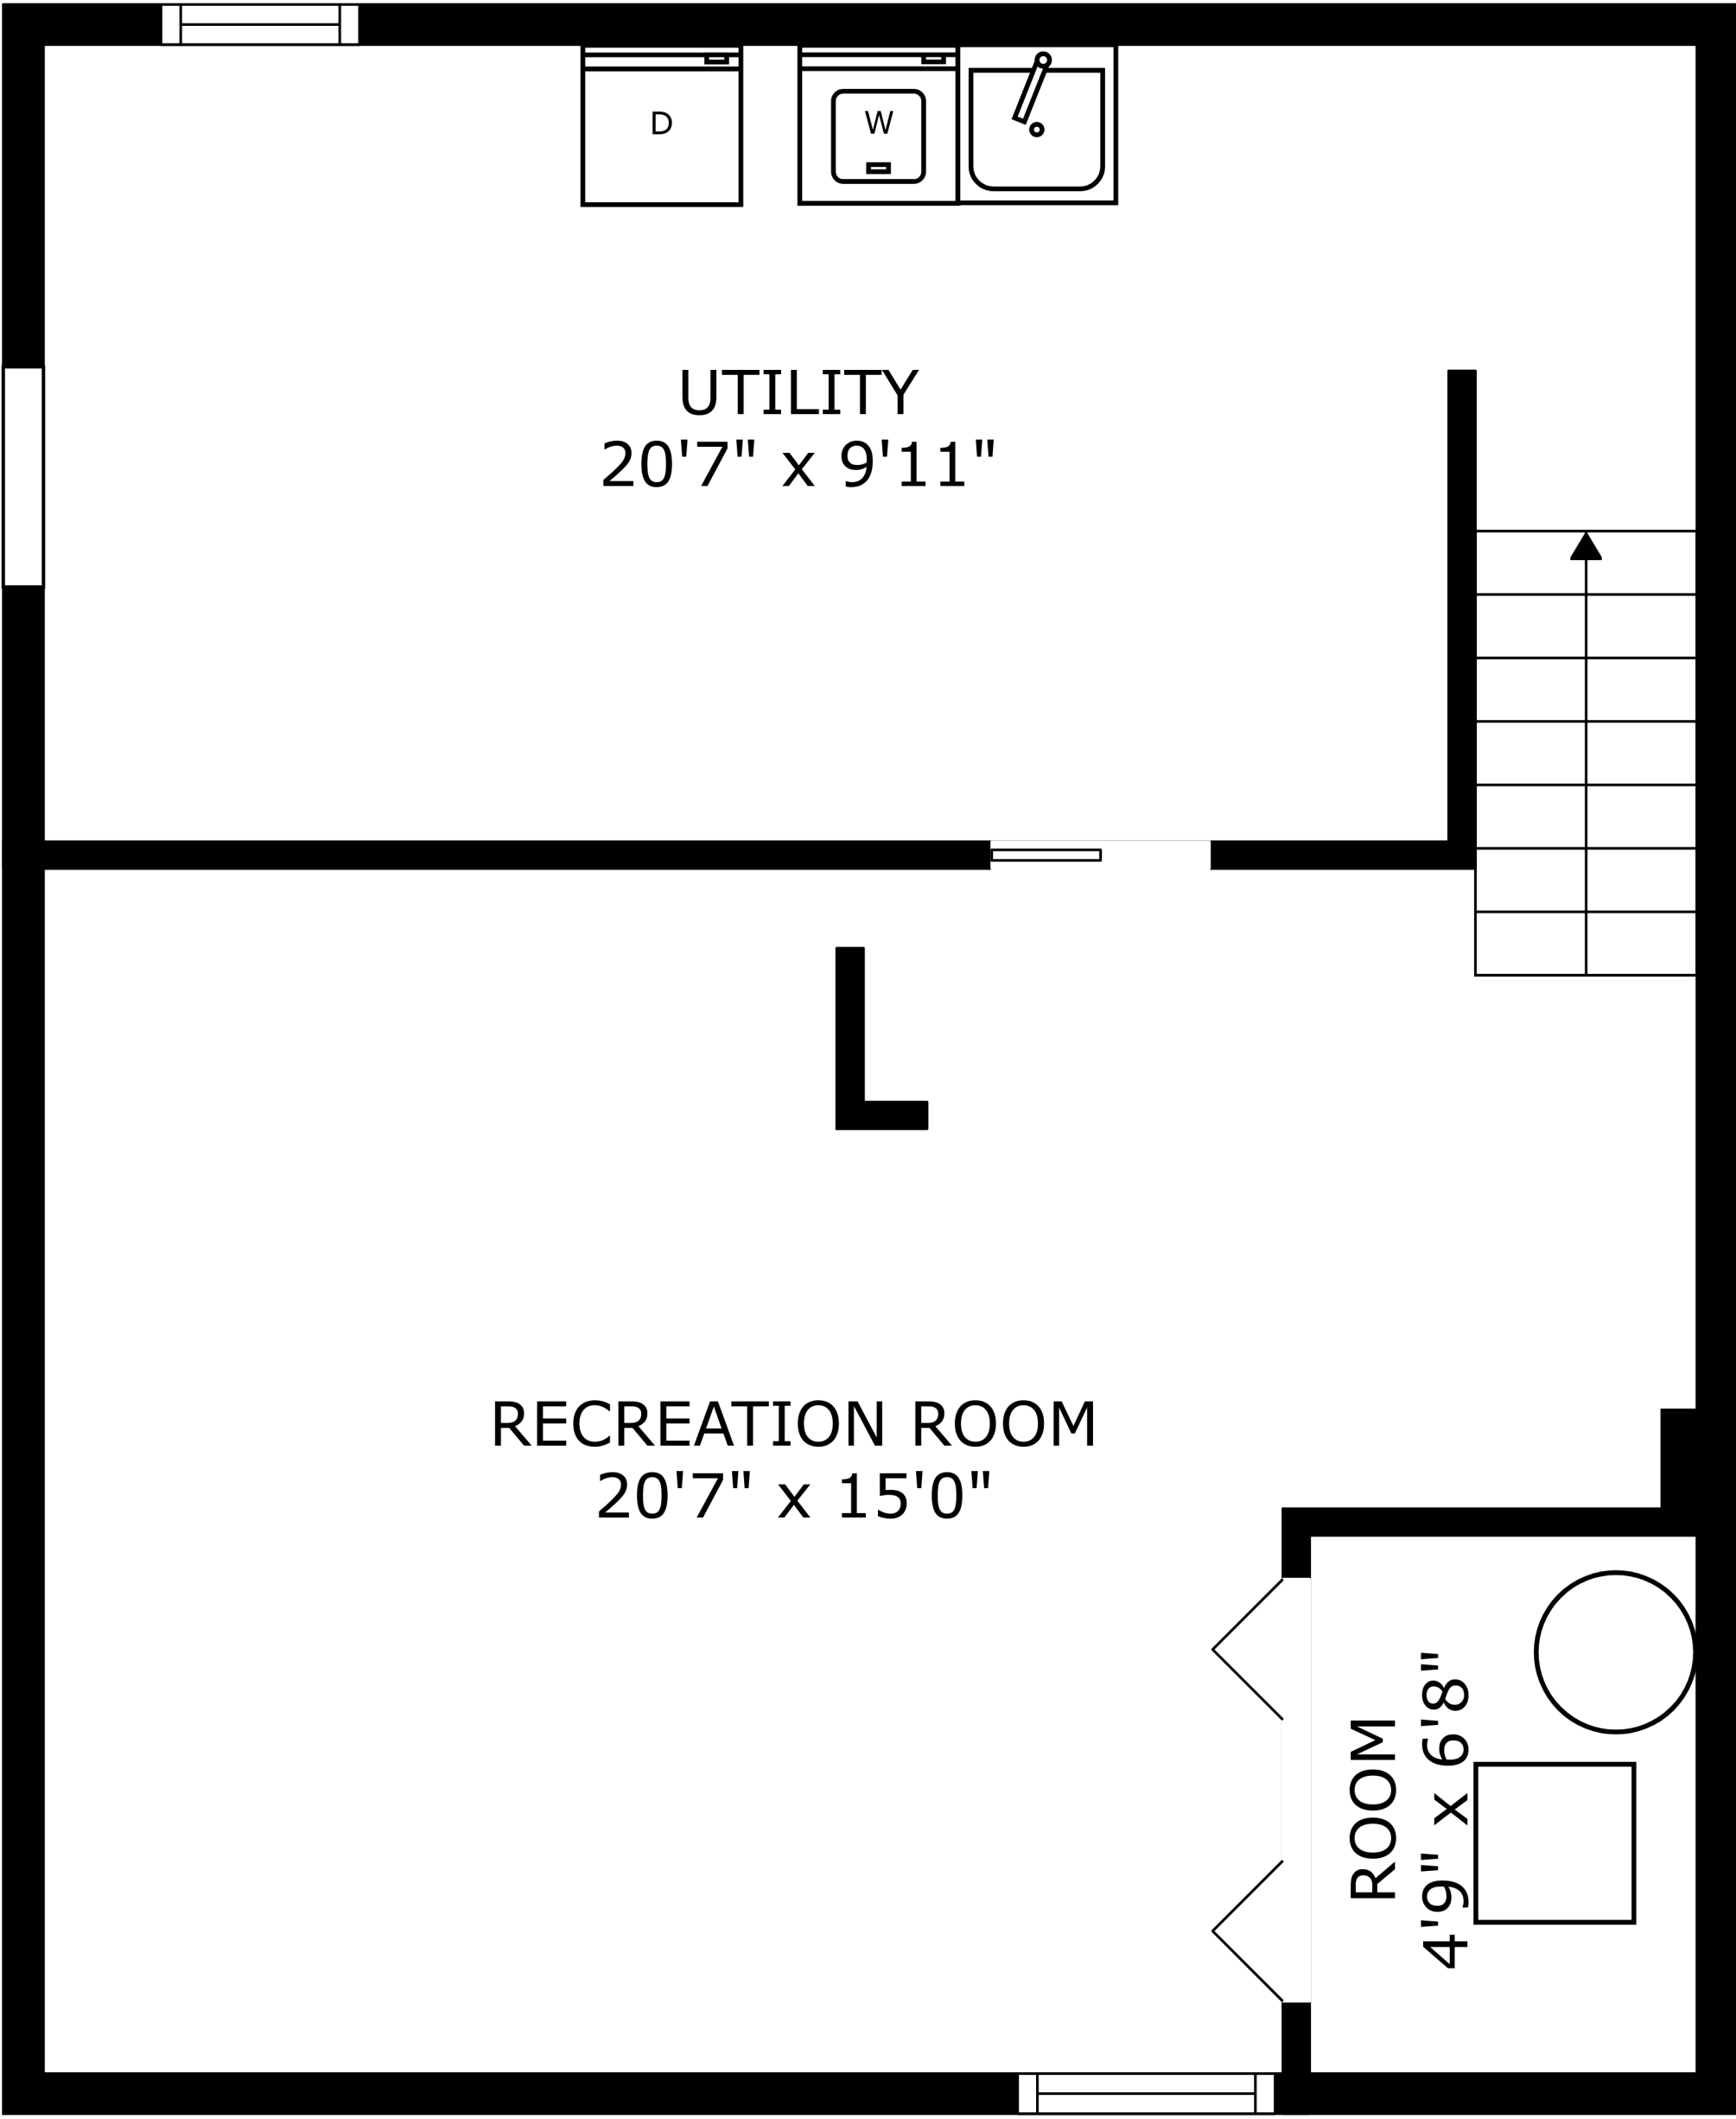 D
W
UTILITY
20'7" x 9'11"
RECREATION ROOM
20'7" x 15'0"
ROOM
4'9" x 6'8"